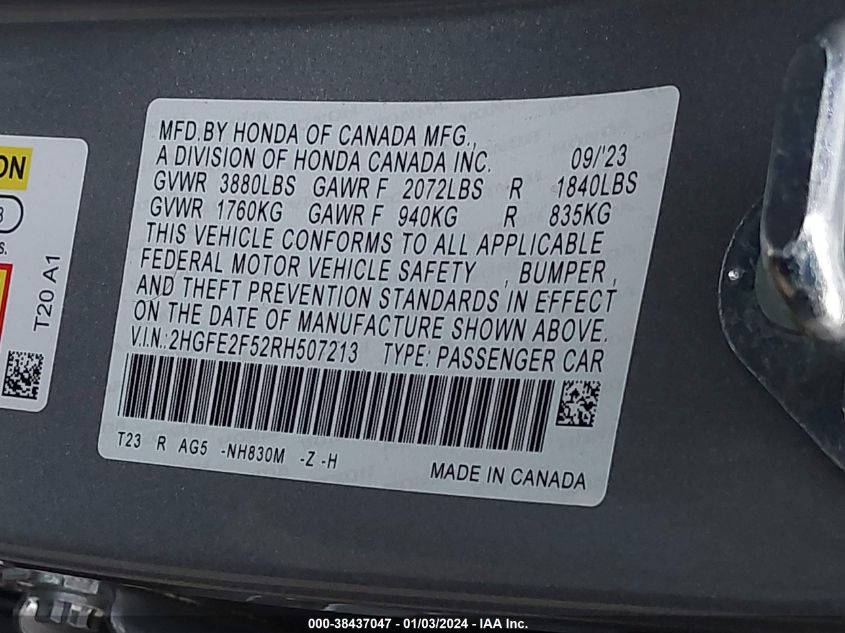 MFD.BY HONDA OF CANADA MFG.,
A DIVISION OF HONDA CANADA INC. 09/'23
GVWR 3880LBS GAWR F 2072LBS R 1840LBS
GVWR 1760KG GAWR F 940KG R 835KG
THIS VEHICLE CONFORMS TO ALL APPLICABLE
FEDERAL MOTOR VEHICLE SAFETY , BUMPER,
AND THEFT PREVENTION STANDARDS IN EFFECT
ON THE DATE OF MANUFACTURE SHOWN ABOVE.
V.I.N.:2HGFE2F52RH507213 TYPE: PASSENGER CAR
T23 R AG5 -NH830M -Z -H
MADE IN CANADA
ON
3
s.
T20 A1
000-38437047 - 01/03/2024 - IAA Inc.